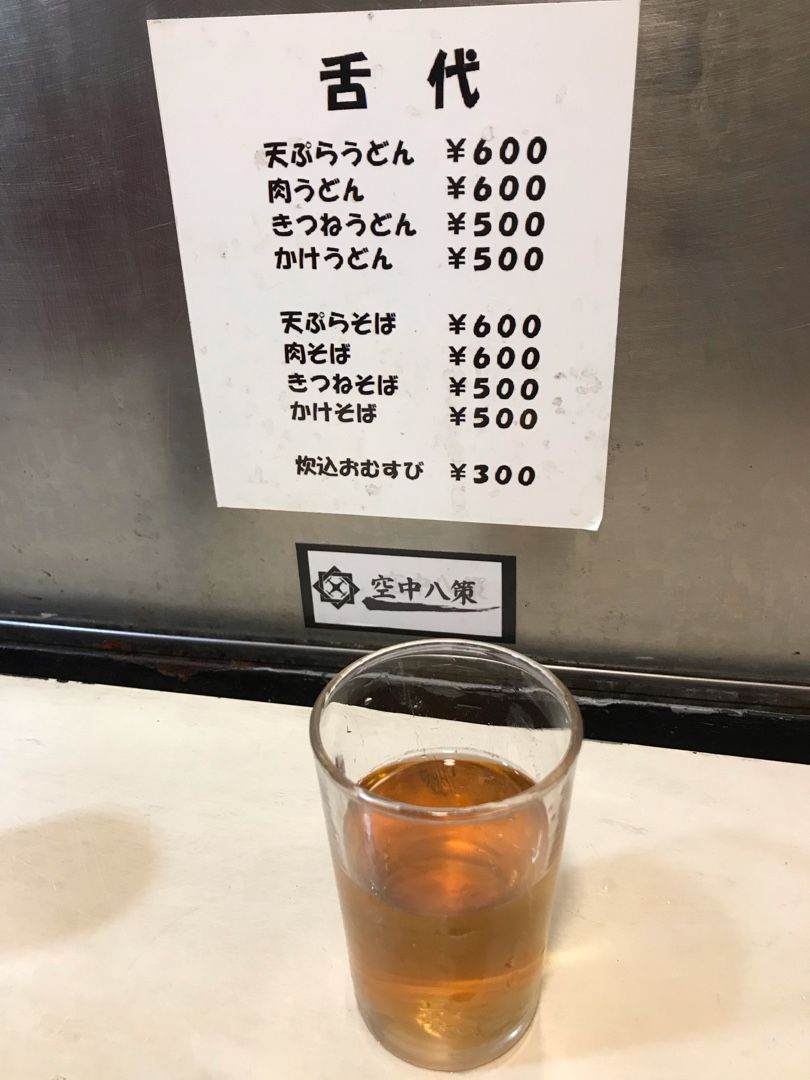 舌代
天ぷらうどん ￥600
肉うどん ￥600
きつねうどん ￥500
かけうどん ￥500
天ぷらそば ￥600
肉そば ￥600
きつねそば ￥500
かけそば ￥500
炊込おむすび ￥300
空中八策